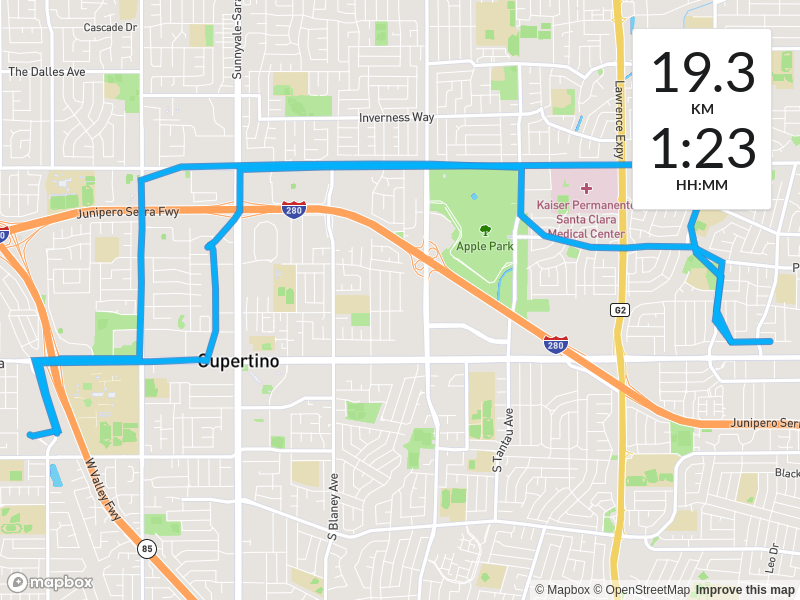 Cascade Dr
Sunnyvale-Sara
The Dalles Ave
Inverness Way
Lawrence Expy
19.3
KM
1:23
HH:MM
Kaiser Permanente
Santa Clara
Medical Center
Junipero Serra Fwy
280
Apple Park
G2
280
Cupertino
S Tantau Ave
Junipero Serr
W Valley Fwy
S Blaney Ave
Black
85
Leo Dr
mapbox
© Mapbox © OpenStreetMap Improve this map